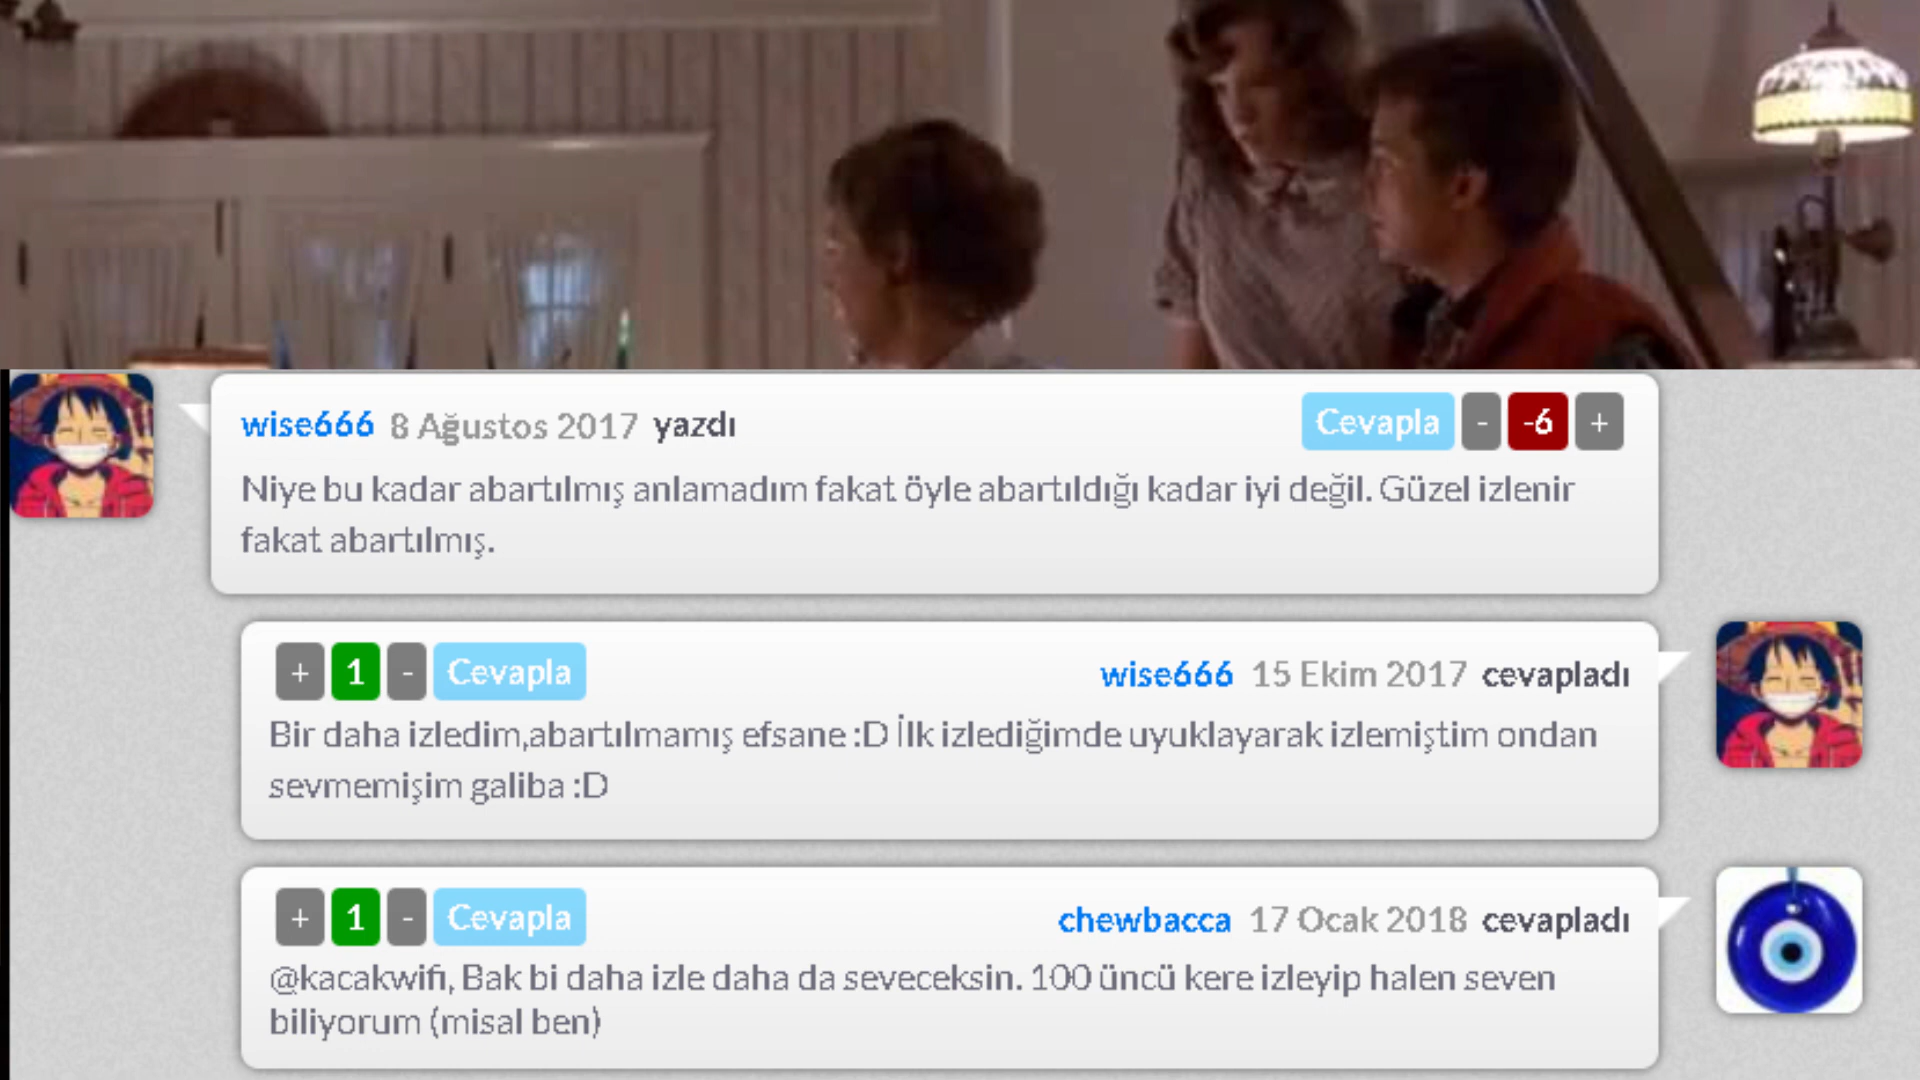 wise666 8 Ağustos 2017 yazdı
Cevapla - -6 +
Niye bu kadar abartılmış anlamadım fakat öyle abartıldığı kadar iyi değil. Güzel izlenir
fakat abartılmış.
+ 1 - Cevapla
wise666 15 Ekim 2017 cevapladı
Bir daha izledim,abartılmamış efsane :D İlk izlediğimde uyuklayarak izlemiştim ondan
sevmemişim galiba :D
+ 1 - Cevapla
chewbacca 17 Ocak 2018 cevapladı
@kacakwifi, Bak bi daha izle daha da seveceksin. 100 üncü kere izleyip halen seven
biliyorum (misal ben)